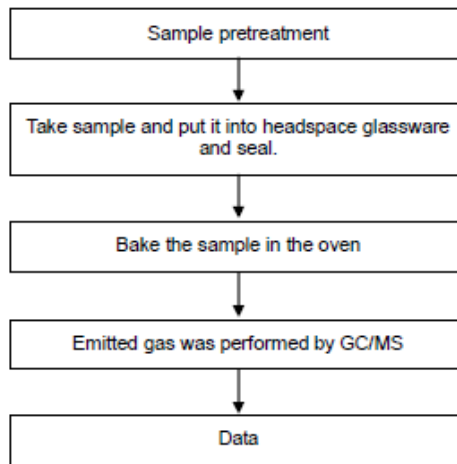 Sample pretreatment
Take sample and put it into headspace glassware
and seal.
Bake the sample in the oven
Emitted gas was performed by GC/MS
Data